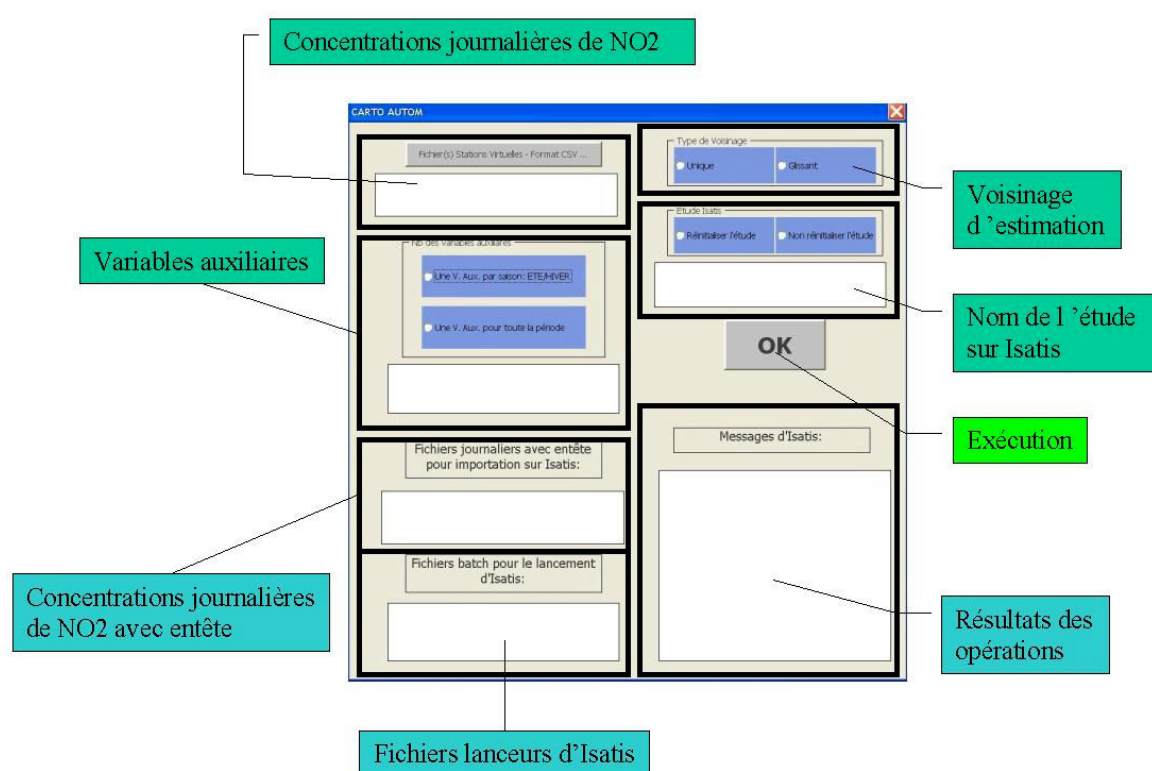 Concentrations journalières de NO2
CARTO AUTOM
Fichier(s) Stations Virtuelles - Format CSV ...
Type de Voisinage
Unique
Glissant
Voisinage
d ’estimation
Variables auxiliaires
Nb des variables auxiliaires
Une V. Aux. par saison: ETE/HIVER
Une V. Aux. pour toute la période
Etude Isatis
Réinitialiser l'étude
Non réinitialiser l'étude
Nom de l ’étude
sur Isatis
OK
Exécution
Fichiers journaliers avec entête
pour importation sur Isatis:
Messages d'Isatis:
Fichiers batch pour le lancement
d'Isatis:
Concentrations journalières
de NO2 avec entête
Résultats des
opérations
Fichiers lanceurs d’Isatis